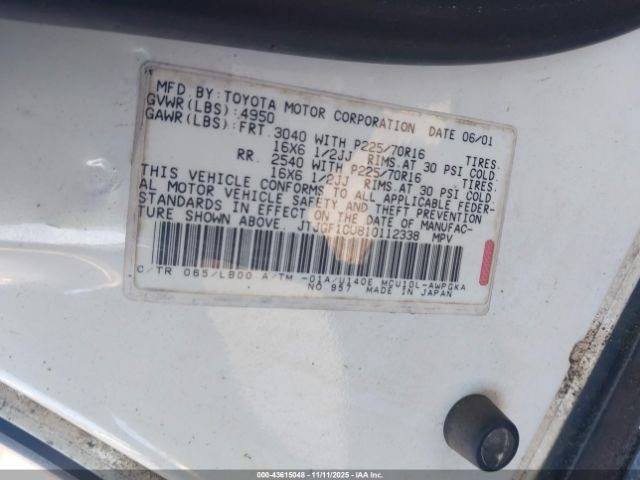 MFD BY: TOYOTA MOTOR CORPORATION DATE 06/01
GVWR(LBS): 4950
GAWR(LBS): FRT. 3040 WITH P225/70R16 TIRES.
16X6 1/2JJ RIMS.AT 30 PSI COLD.
RR. 2540 WITH P225/70R16 TIRES.
16X6 1/2JJ RIMS.AT 30 PSI COLD.
THIS VEHICLE CONFORMS TO ALL APPLICABLE FEDER-
AL MOTOR VEHICLE SAFETY AND THEFT PREVENTION
STANDARDS IN EFFECT ON THE DATE OF MANUFAC-
TURE SHOWN ABOVE. JTJGF10U810112338 MPV
C/TR 065/LB00 A/TM -01A/U140E MCU10L-AWPGKA
NO 957 MADE IN JAPAN
000-43615048 - 11/11/2025 - IAAI.COM